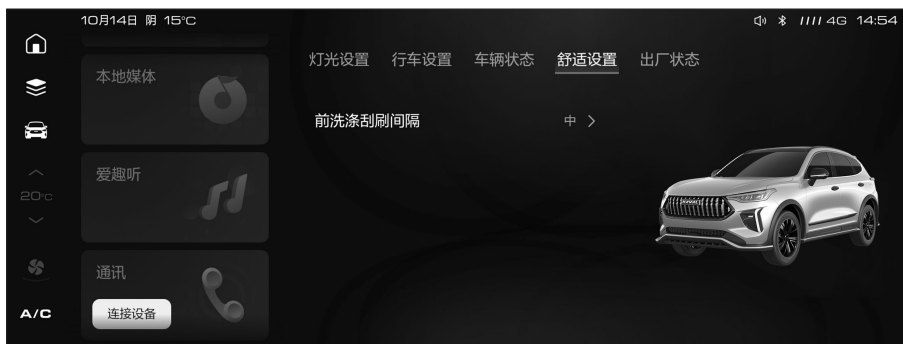 10月14日 阴 15°C
4G 14:54
灯光设置 行车设置 车辆状态 舒适设置 出厂状态
本地媒体
前洗涤刮刷间隔 中
爱趣听
20°C
通讯
连接设备
A/C